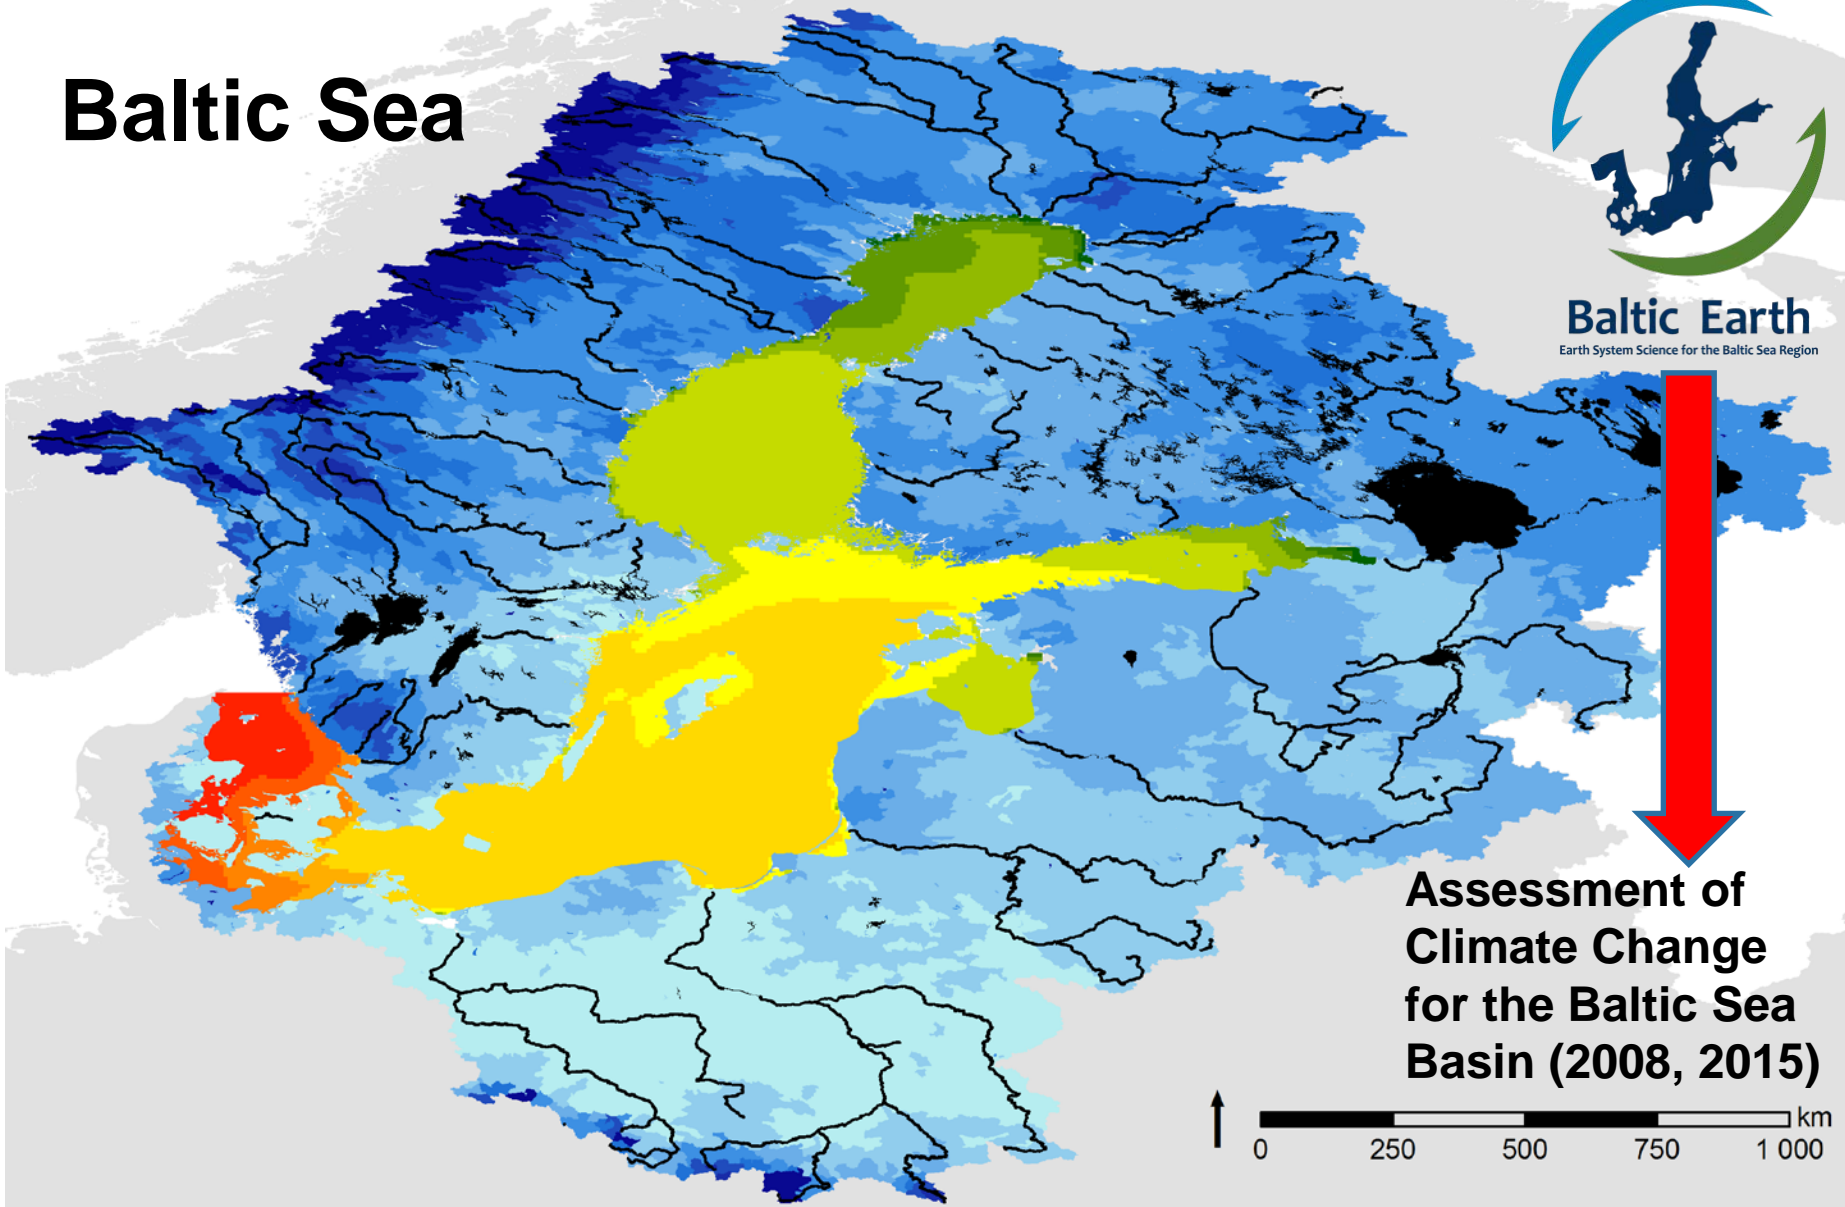 Baltic Sea
Baltic Earth
Earth System Science for the Baltic Sea Region
Assessment of
Climate Change
for the Baltic Sea
Basin (2008, 2015)
km
0 250 500 750 1 000